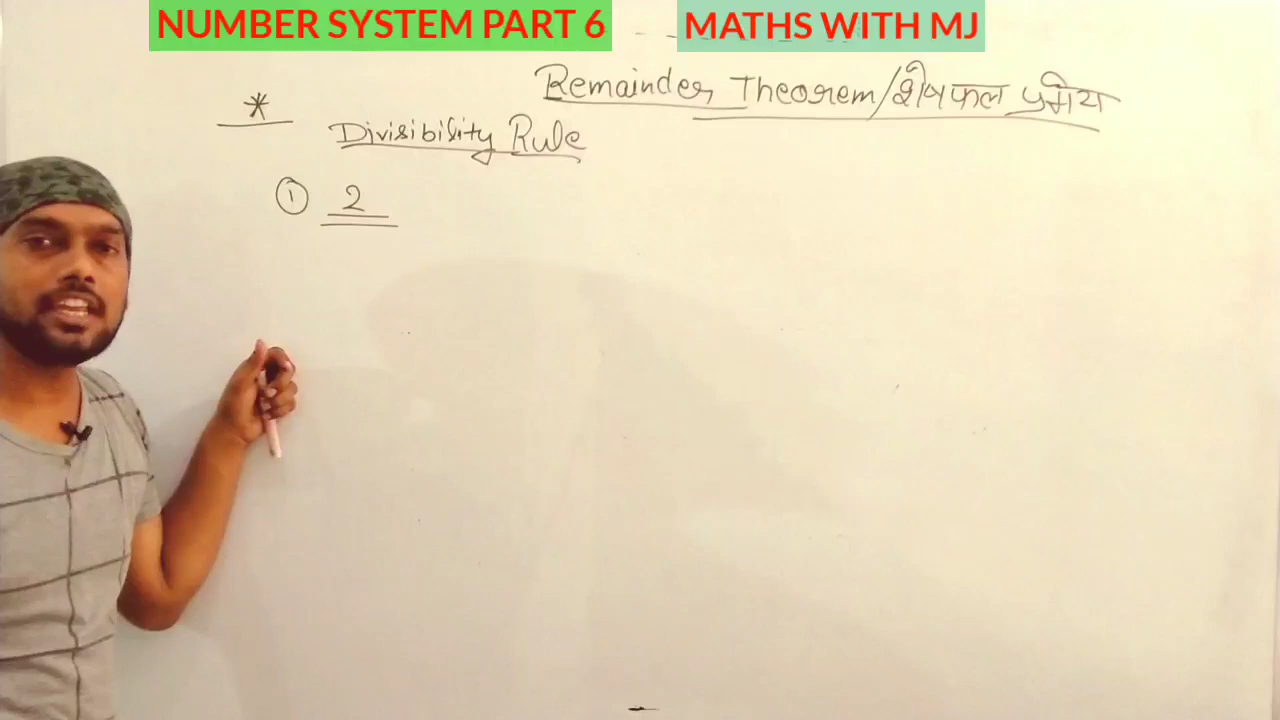 NUMBER SYSTEM PART 6
MATHS WITH MJ
Remainder Theorem/शेषफल प्रमेय
*
Divisibility Rule
① 2